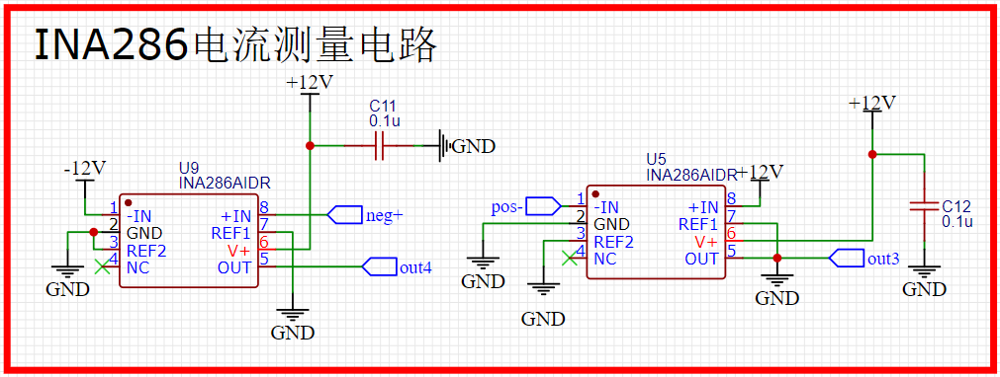 INA286电流测量电路
+12V
C11
0.1u
GND
-12V
U9
INA286AIDR
1 -IN
2 GND
3 REF2
4 NC
+IN 8
REF1 7
V+ 6
OUT 5
neg+
out4
GND
GND
+12V
U5
INA286AIDR
+12V
pos-
1 -IN
2 GND
3 REF2
4 NC
+IN 8
REF1 7
V+ 6
OUT 5
C12
0.1u
out3
GND
GND
GND
GND